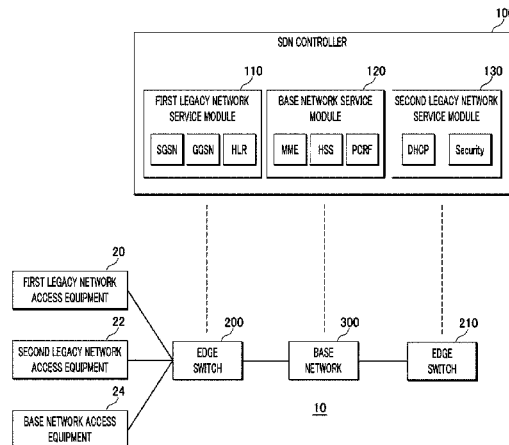 100
SDN CONTROLLER
110
120
130
FIRST LEGACY NETWORK
SERVICE MODULE
BASE NETWORK SERVICE
MODULE
SECOND LEGACY NETWORK
SERVICE MODULE
SGSN
GGSN
HLR
MME
HSS
PCRF
DHCP
Security
20
FIRST LEGACY NETWORK
ACCESS EQUIPMENT
22
SECOND LEGACY NETWORK
ACCESS EQUIPMENT
24
BASE NETWORK ACCESS
EQUIPMENT
200
EDGE
SWITCH
300
BASE
NETWORK
210
EDGE
SWITCH
10